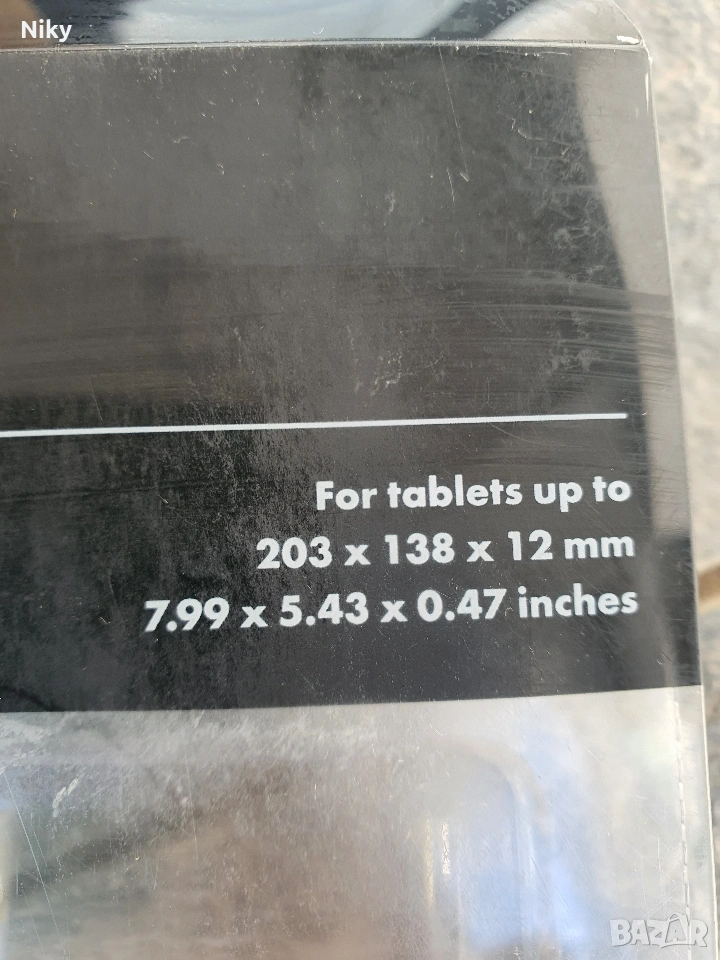 Niky
For tablets up to
203 x 138 x 12 mm
7.99 x 5.43 x 0.47 inches
BAZAR